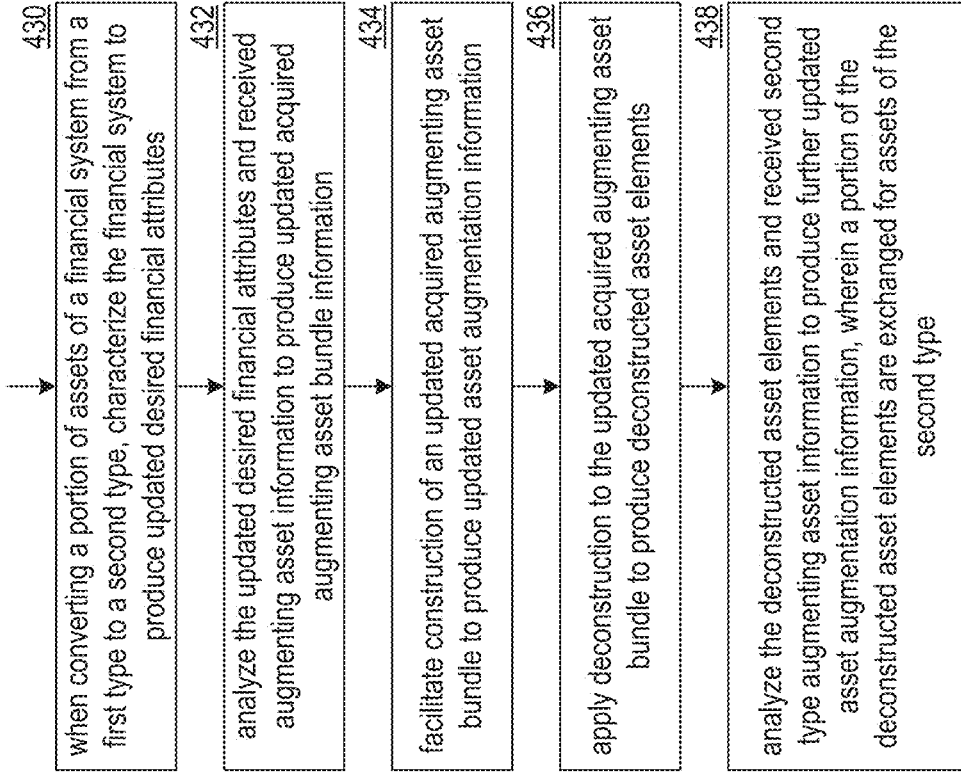 430
when converting a portion of assets of a financial system from a
first type to a second type, characterize the financial system to
produce updated desired financial attributes
432
analyze the updated desired financial attributes and received
augmenting asset information to produce updated acquired
augmenting asset bundle information
434
facilitate construction of an updated acquired augmenting asset
bundle to produce updated asset augmentation information
436
apply deconstruction to the updated acquired augmenting asset
bundle to produce deconstructed asset elements
438
analyze the deconstructed asset elements and received second
type augmenting asset information to produce further updated
asset augmentation information, wherein a portion of the
deconstructed asset elements are exchanged for assets of the
second type